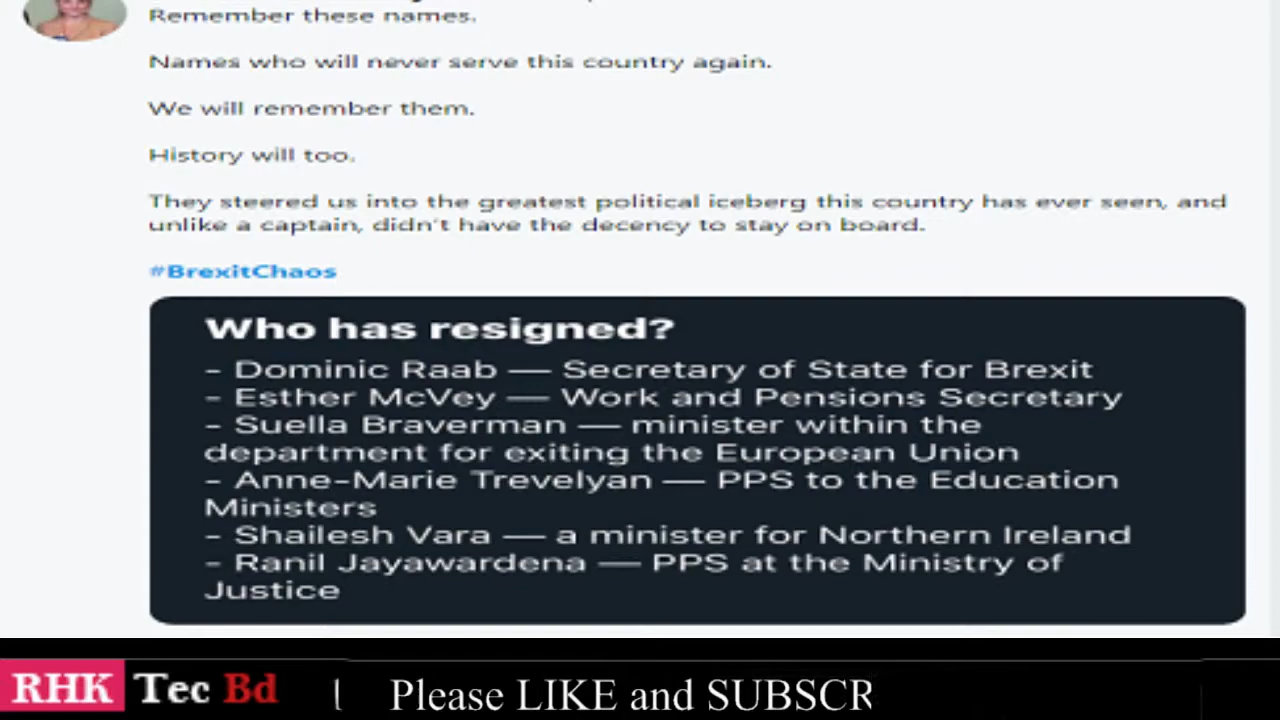 Remember these names.
Names who will never serve this country again.
We will remember them.
History will too.
They steered us into the greatest political iceberg this country has ever seen, and
unlike a captain, didn't have the decency to stay on board.
#BrexitChaos
Who has resigned?
- Dominic Raab — Secretary of State for Brexit
- Esther McVey — Work and Pensions Secretary
- Suella Braverman — minister within the
department for exiting the European Union
- Anne-Marie Trevelyan — PPS to the Education
Ministers
- Shailesh Vara — a minister for Northern Ireland
- Ranil Jayawardena — PPS at the Ministry of
Justice
RHK Tec Bd
Please LIKE and SUBSCR